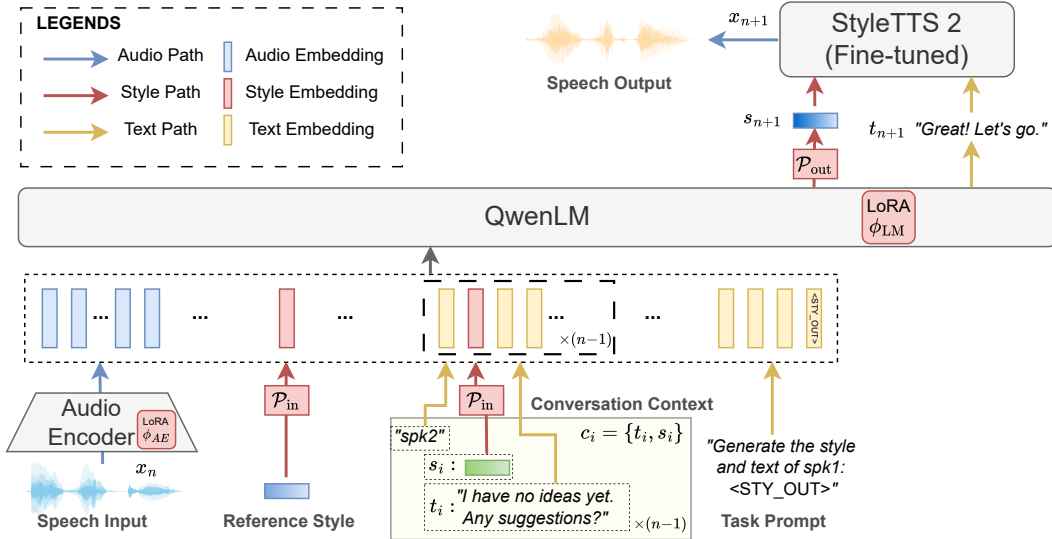 LEGENDS
Audio Path
Audio Embedding
Style Path
Style Embedding
Text Path
Text Embedding
Speech Output
x_{n+1}
StyleTTS 2
(Fine-tuned)
s_{n+1}
t_{n+1} "Great! Let's go."
𝒫_out
QwenLM
LoRA
ϕ_LM
...
...
...
...
...
×(n−1)
...
<STY_OUT>
Audio
Encoder
LoRA
ϕ_AE
x_n
Speech Input
𝒫_in
Reference Style
𝒫_in
Conversation Context
"spk2"
c_i = {t_i, s_i}
s_i :
t_i : "I have no ideas yet.
Any suggestions?"
×(n−1)
"Generate the style
and text of spk1:
<STY_OUT>"
Task Prompt